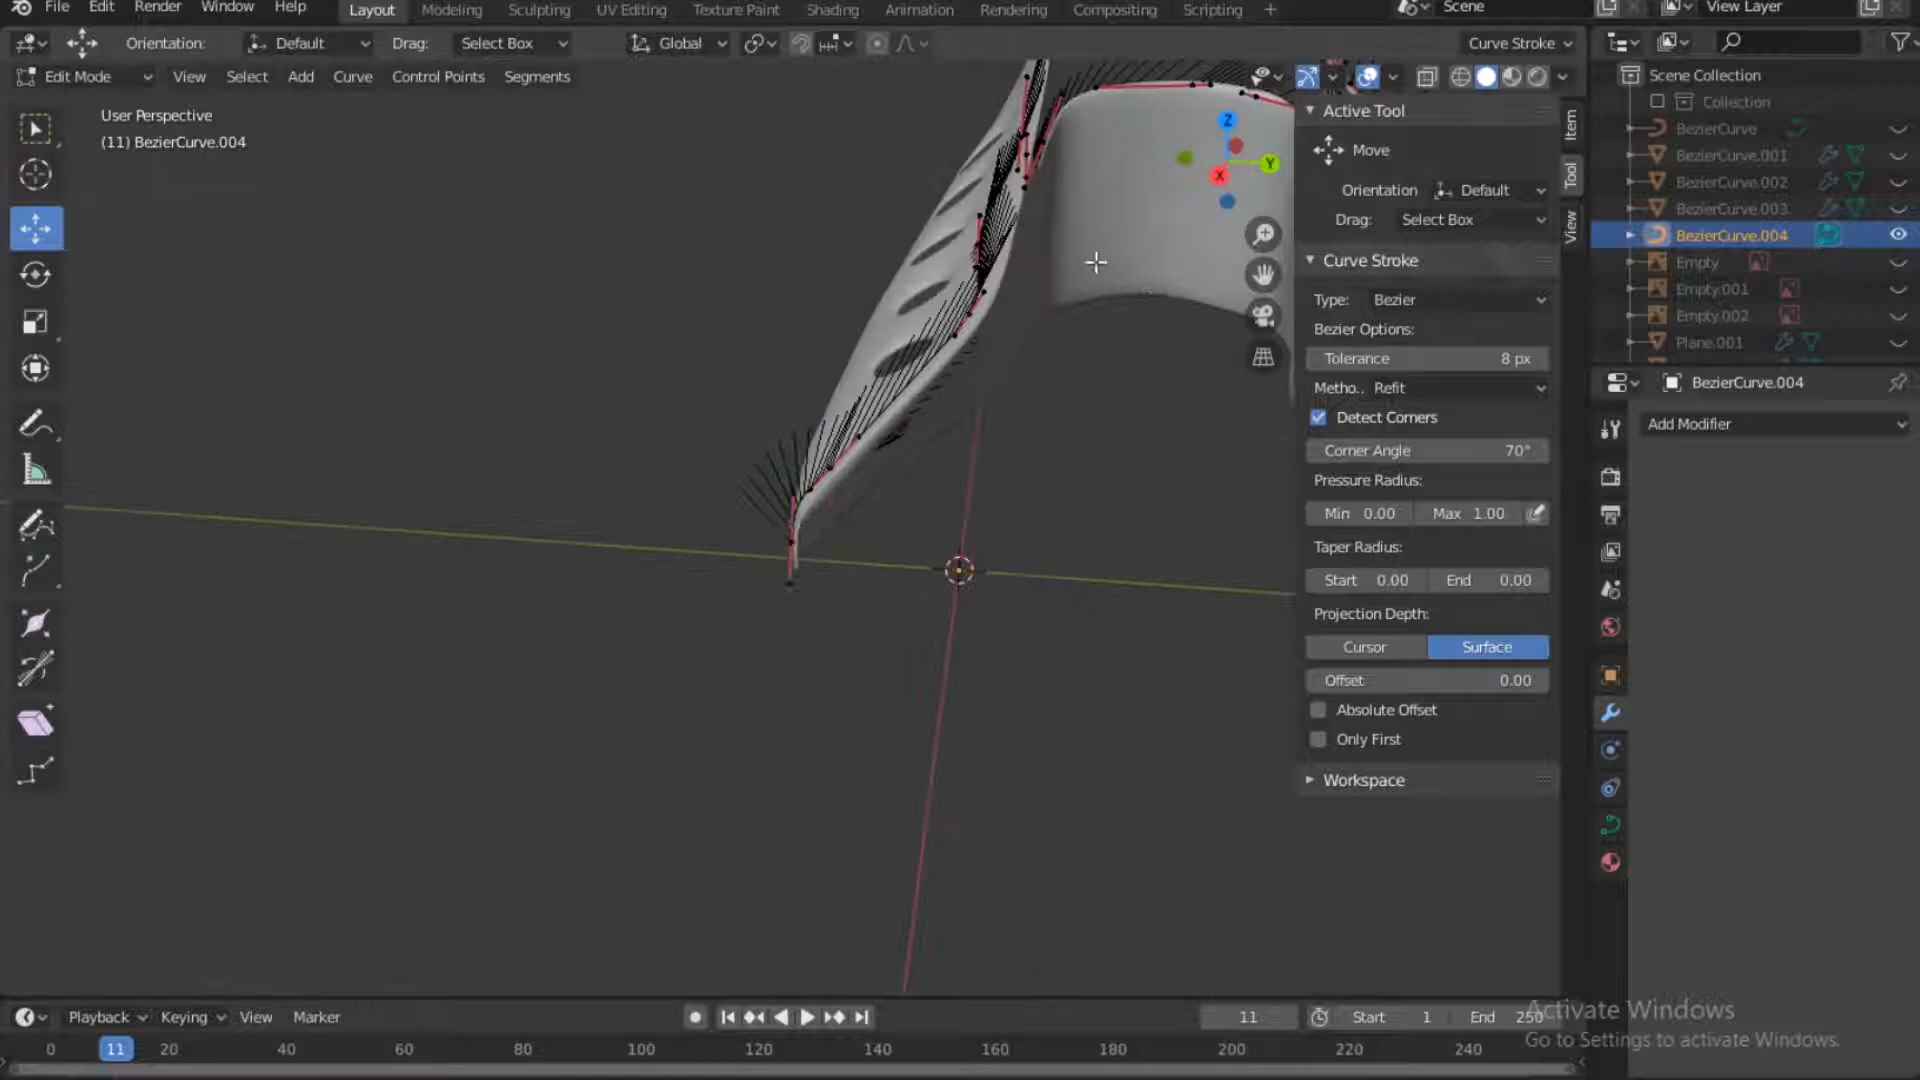 File Edit Render Window Help Layout Modeling Sculpting UV Editing Texture Paint Shading Animation Rendering Compositing Scripting + Scene View Layer
Orientation: Default Drag: Select Box Global Curve Stroke
Edit Mode View Select Add Curve Control Points Segments
User Perspective
(11) BezierCurve.004
Z
Y
X
Active Tool
Move
Orientation Default
Drag: Select Box
Curve Stroke
Type: Bezier
Bezier Options:
Tolerance 8 px
Metho.. Refit
Detect Corners
Corner Angle 70°
Pressure Radius:
Min 0.00 Max 1.00
Taper Radius:
Start 0.00 End 0.00
Projection Depth:
Cursor Surface
Offset 0.00
Absolute Offset
Only First
Workspace
Item
Tool
View
Scene Collection
Collection
BezierCurve
BezierCurve.001
BezierCurve.002
BezierCurve.003
BezierCurve.004
Empty
Empty.001
Empty.002
Plane.001
BezierCurve.004
Add Modifier
Playback Keying View Marker 11 Start 1 End 250
0 11 20 40 60 80 100 120 140 160 180 200 220 240
Activate Windows
Go to Settings to activate Windows.